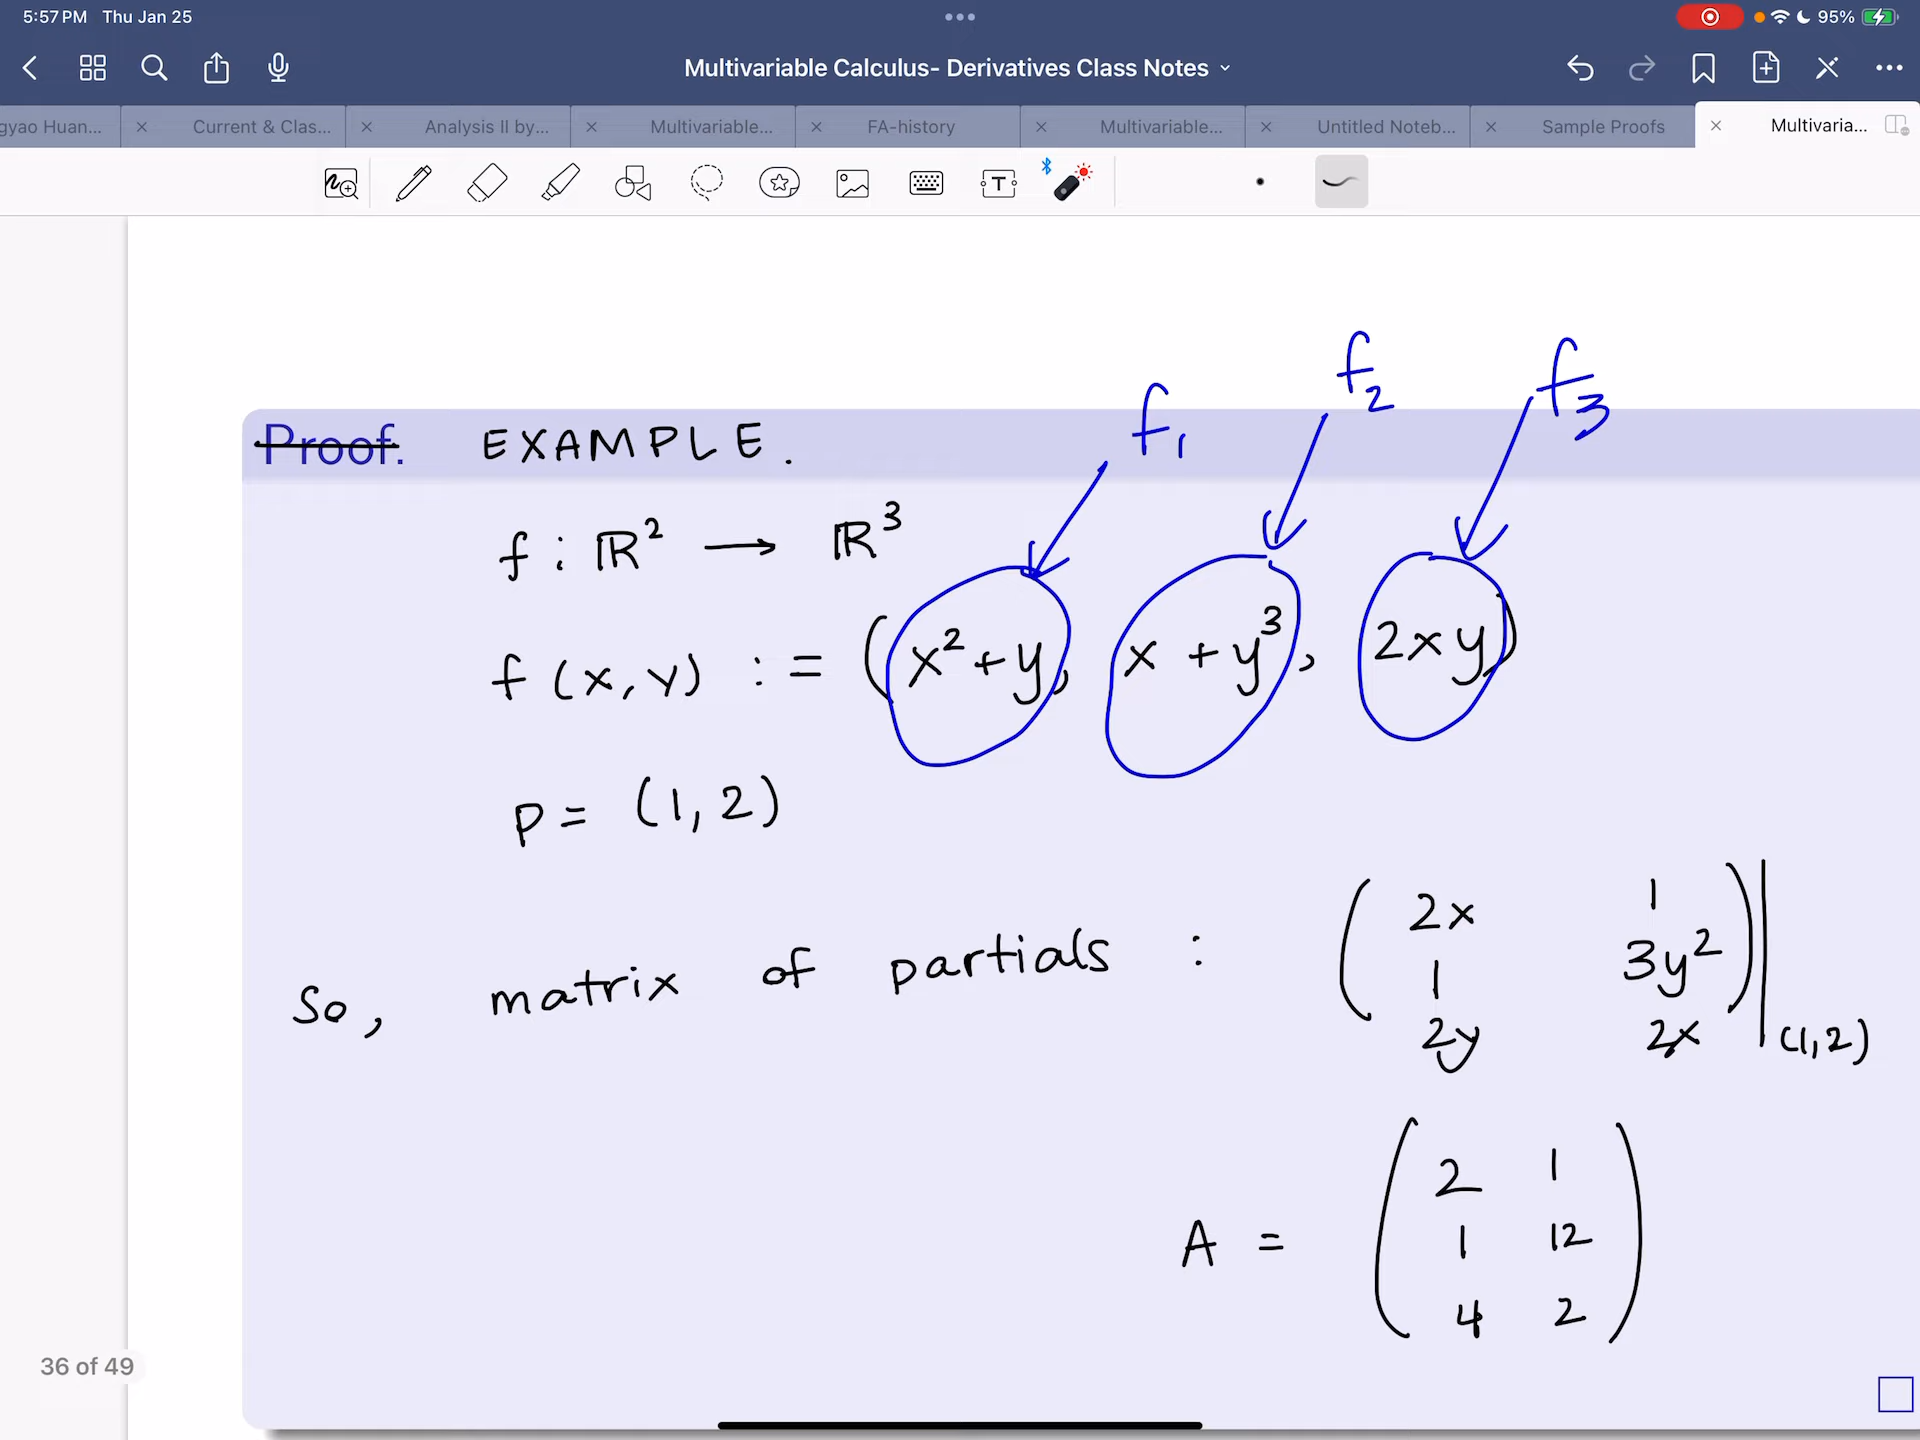 5:57 PM Thu Jan 25
95%
Multivariable Calculus- Derivatives Class Notes
gyao Huan... Current & Clas... Analysis II by... Multivariable... FA-history Multivariable... Untitled Noteb... Sample Proofs Multivaria...
f₁ f₂ f₃
Proof. EXAMPLE.
f : ℝ² → ℝ³
f(x,y) := (x²+y, x+y³, 2xy)
P = (1,2)
So, matrix of partials :
2x 1
1 3y²
2y 2x (1,2)
A =
2 1
1 12
4 2
36 of 49